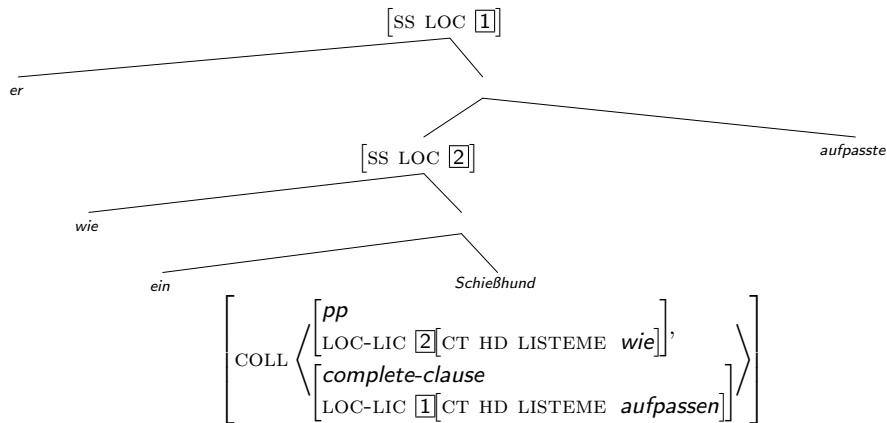 [SS LOC 1]
er
[SS LOC 2]
aufpasste
wie
ein Schießhund
[COLL ⟨[pp
LOC-LIC 2[CT HD LISTEME wie]],
[complete-clause
LOC-LIC 1[CT HD LISTEME aufpassen]]⟩]